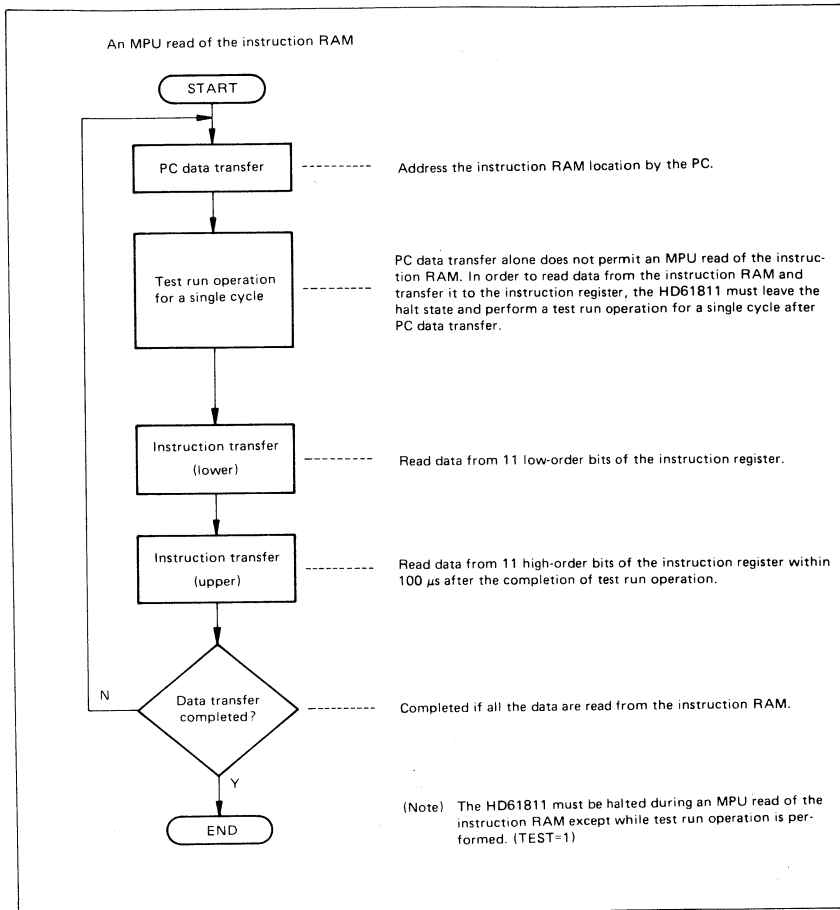 An MPU read of the instruction RAM
START
PC data transfer
Address the instruction RAM location by the PC.
Test run operation
for a single cycle
PC data transfer alone does not permit an MPU read of the instruc-
tion RAM. In order to read data from the instruction RAM and
transfer it to the instruction register, the HD61811 must leave the
halt state and perform a test run operation for a single cycle after
PC data transfer.
Instruction transfer
(lower)
Read data from 11 low-order bits of the instruction register.
Instruction transfer
(upper)
Read data from 11 high-order bits of the instruction register within
100 μs after the completion of test run operation.
N
Data transfer
completed?
Completed if all the data are read from the instruction RAM.
Y
END
(Note) The HD61811 must be halted during an MPU read of the
instruction RAM except while test run operation is per-
formed. (TEST=1)